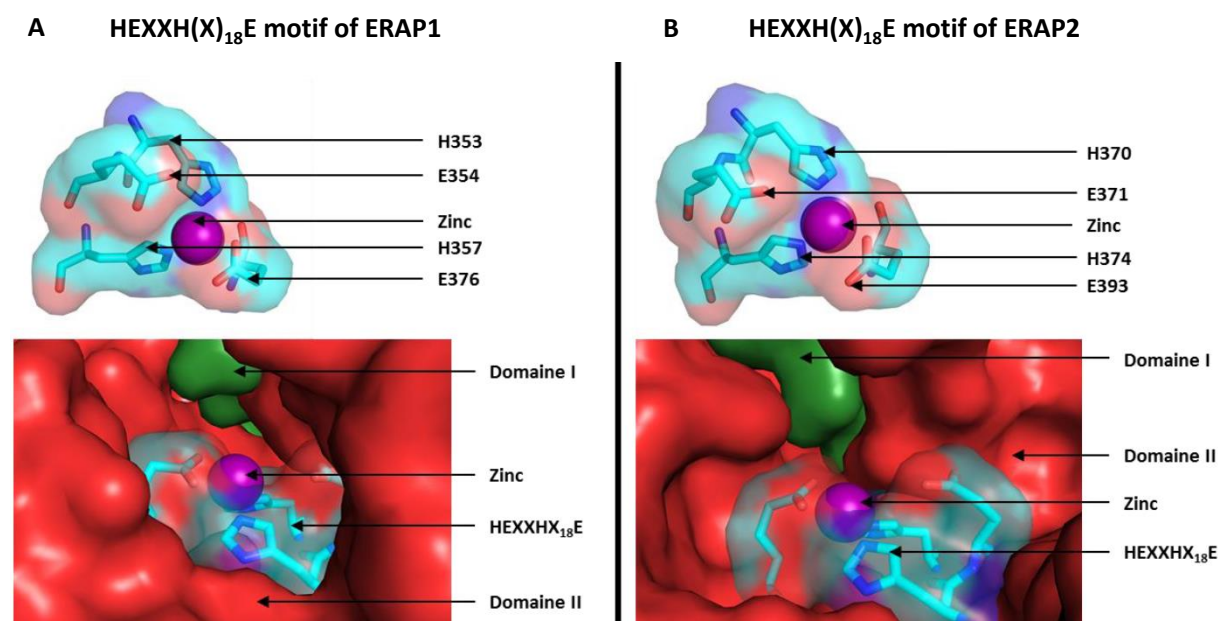 A HEXXH(X)18E motif of ERAP1
H353
E354
Zinc
H357
E376
Domaine I
Zinc
HEXXHX18E
Domaine II
B HEXXH(X)18E motif of ERAP2
H370
E371
Zinc
H374
E393
Domaine I
Domaine II
Zinc
HEXXHX18E